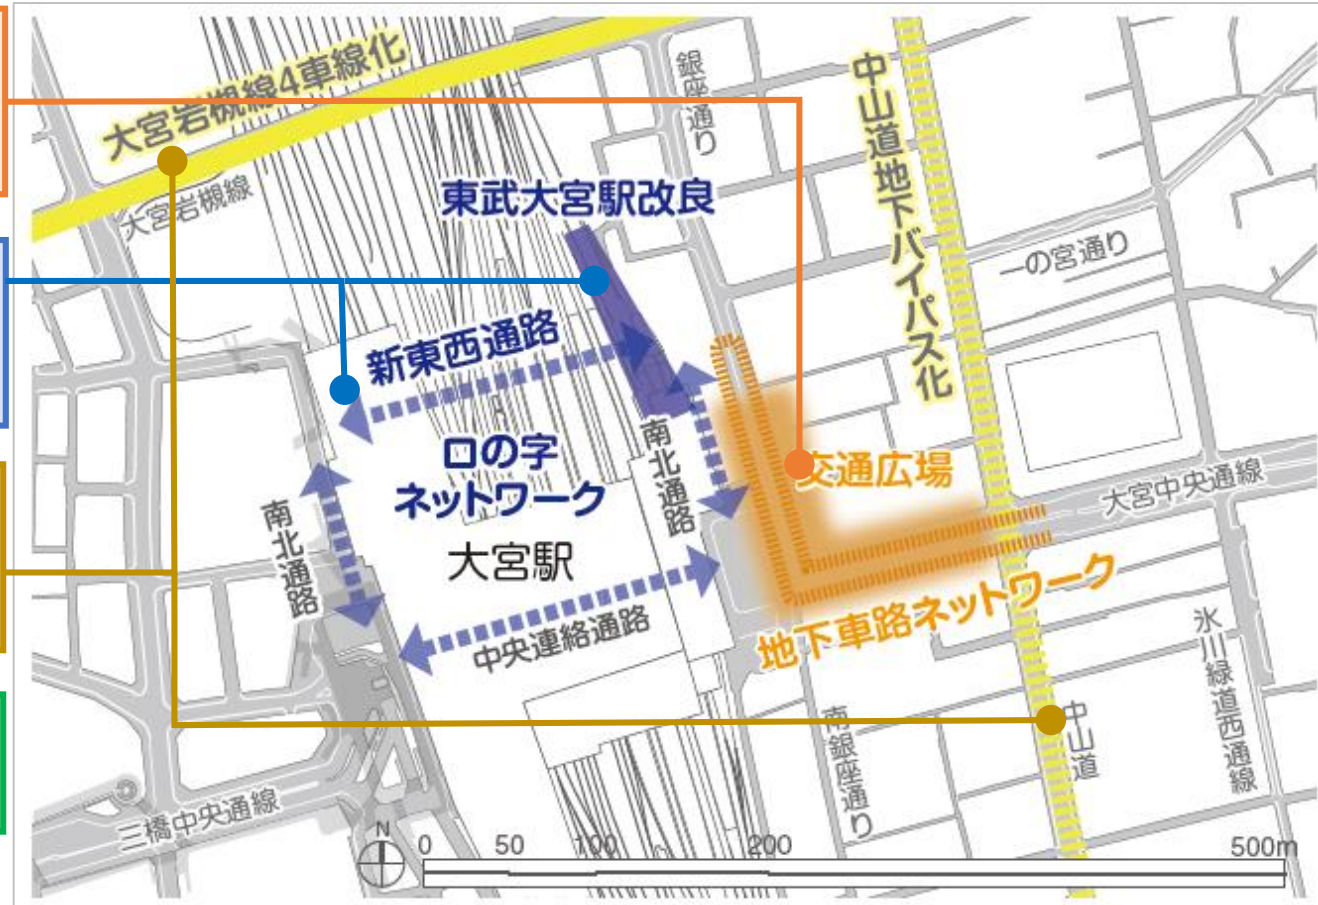 大宮岩槻線4車線化
大宮岩槻線
銀座通り
中山道地下バイパス化
東武大宮駅改良
一の宮通り
新東西通路
口の字
ネットワーク
大宮駅
南北通路
南北通路
交通広場
大宮中央通線
中央連絡通路
地下車路ネットワーク
氷川緑道西通線
南銀座通り
中山道
三橋中央通線
N
0 50 100 200 500m